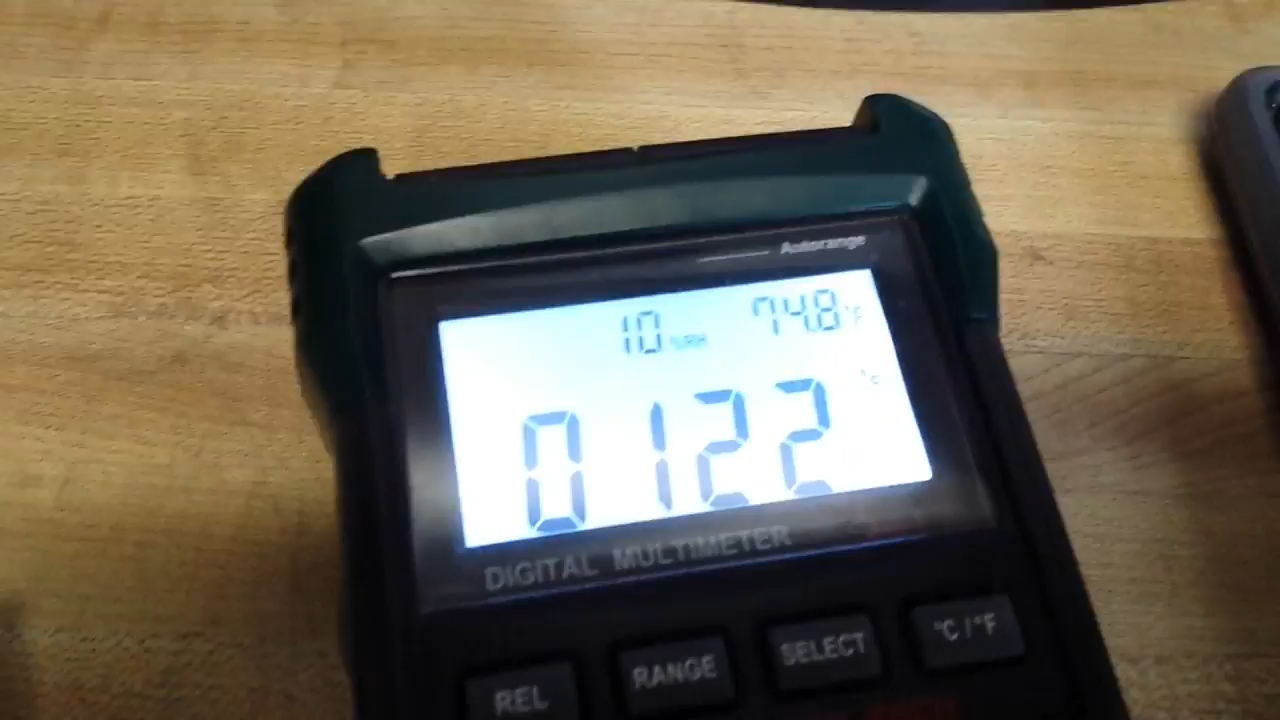 Autorange
10 %RH 74.8 °F
°C
0122
DIGITAL MULTIMETER
REL RANGE SELECT °C/°F